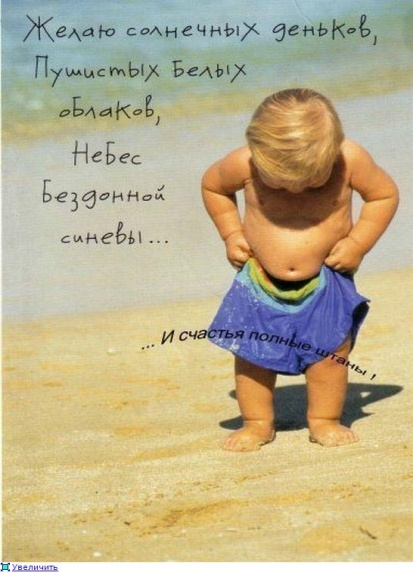 Желаю солнечных деньков,
Пушистых белых
облаков,
Небес
Бездонной
синевы...
... И счастья полные штаны !
Увеличить